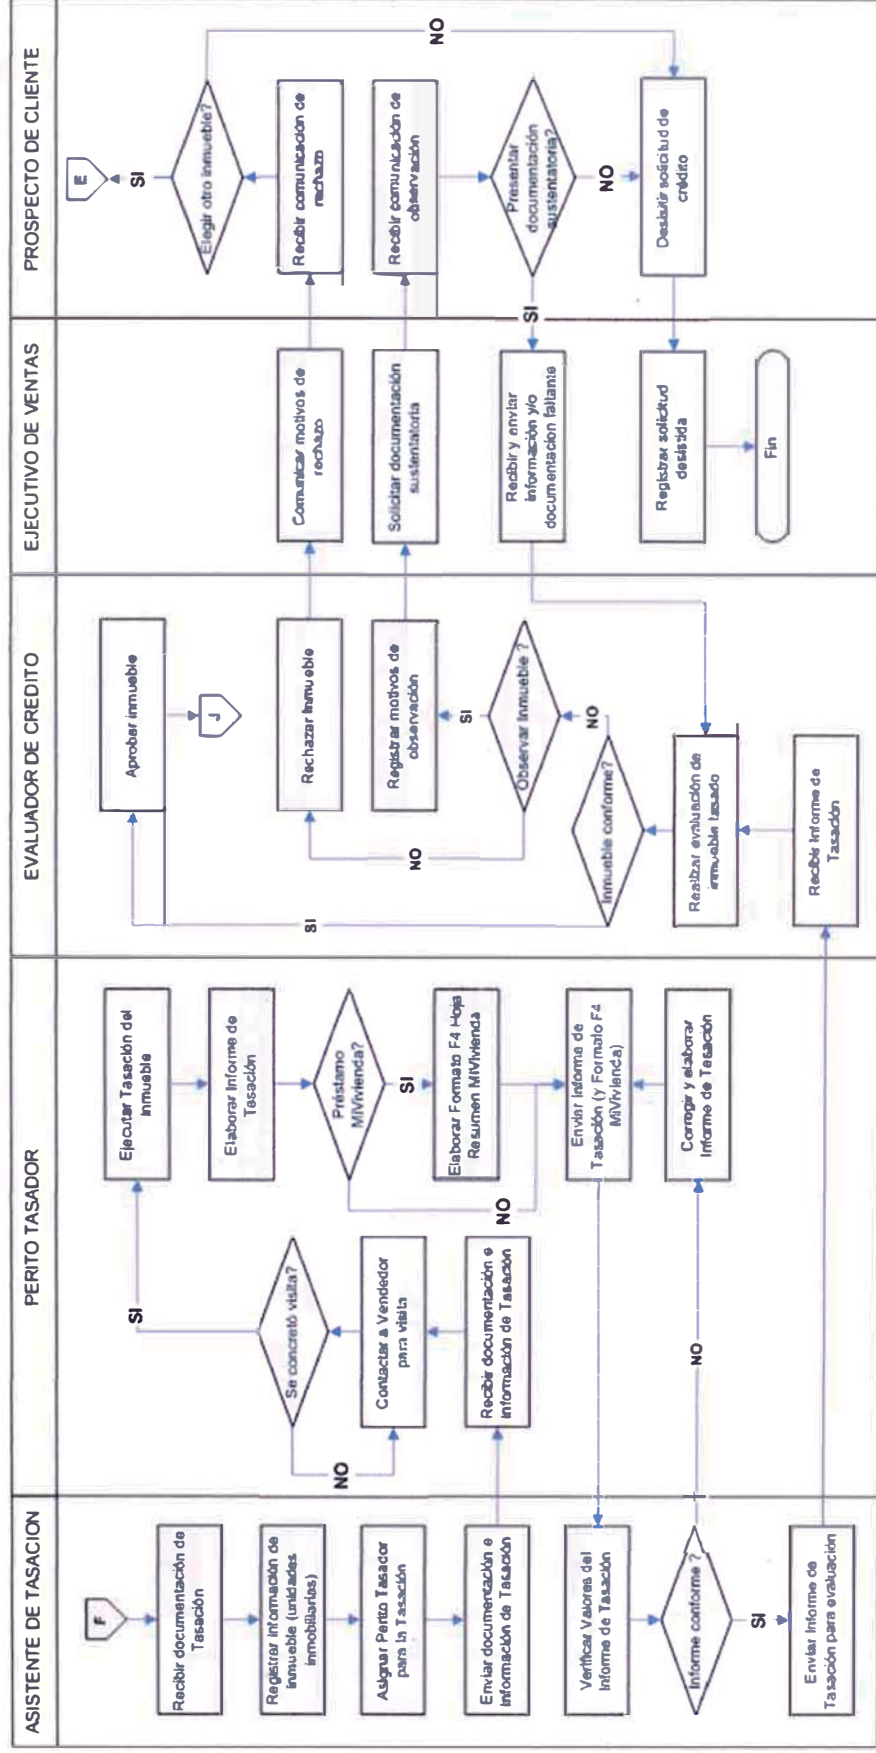 ASISTENTE DE TASACION
F
Recibir documentación de
Tasación
Registrar información de
inmueble (unidades
inmobiliarias)
Asignar Perito Tasador
para la Tasación
Enviar documentación e
información de Tasación
Verificar Valores del
Informe de Tasación
Informe conforme ?
SI
NO
Enviar Informe de
Tasación para evaluación
PERITO TASADOR
Recibir documentación e
información de Tasación
Contactar a Vendedor
para visita
Se concretó visita?
NO
SI
Ejecutar Tasación del
inmueble
Elaborar Informe de
Tasación
Préstamo
MiVivienda?
SI
NO
Elaborar Formato F4 Hoja
Resumen MiVivienda
Enviar Informe de
Tasación (y Formato F4
MiVivienda)
Corregir y elaborar
Informe de Tasación
EVALUADOR DE CREDITO
Aprobar inmueble
J
Rechazar Inmueble
Registrar motivos de
observación
SI
NO
Observar Inmueble ?
NO
SI
Inmueble conforme?
Realizar evaluación de
inmueble tasado
Recibir Informe de
Tasación
EJECUTIVO DE VENTAS
Comunicar motivos de
rechazo
Solicitar documentación
sustentatoria
Recibir y enviar
información y/o
documentacion faltante
Registrar solicitud
desistida
Fin
PROSPECTO DE CLIENTE
E
SI
Elegir otro inmueble?
NO
Recibir comunicación de
rechazo
Recibir comunicación de
observación
Presentar
documentación
sustentatoria?
SI
NO
Desistir solicitud de
crédito